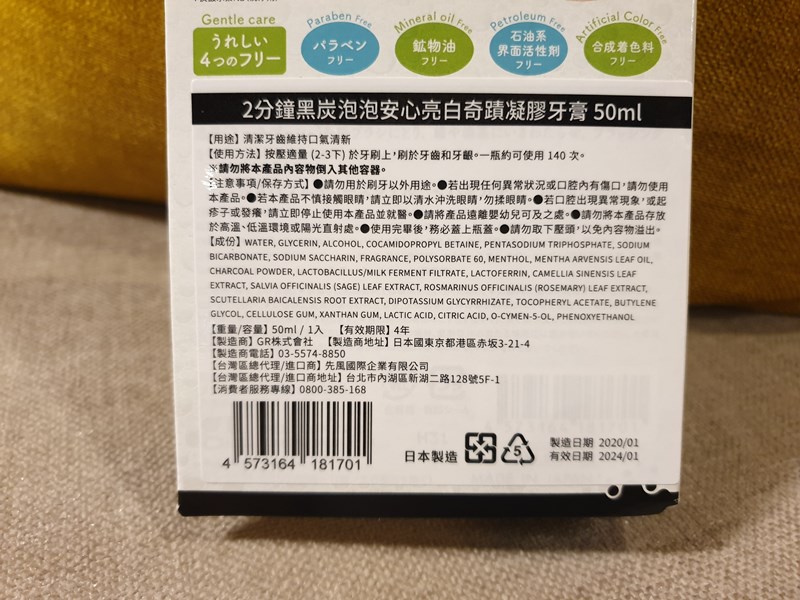 Gentle care
うれしい
4つのフリー
Paraben Free
パラベン
フリー
Mineral oil Free
鉱物油
フリー
Petroleum Free
石油系
界面活性剤
フリー
Artificial Color Free
合成着色料
フリー
2分鐘黑炭泡泡安心亮白奇蹟凝膠牙膏 50ml
【用途】清潔牙齒維持口氣清新
【使用方法】按壓適量 (2-3下) 於牙刷上,刷於牙齒和牙齦。一瓶約可使用 140 次。
※請勿將本產品內容物倒入其他容器。
【注意事項/保存方式】●請勿用於刷牙以外用途。●若出現任何異常狀況或口腔內有傷口,請勿使用
本產品。●若本產品不慎接觸眼睛,請立即以清水沖洗眼睛,勿揉眼睛。●若口腔出現異常現象,或起
疹子或發癢,請立即停止使用本產品並就醫。●請將產品遠離嬰幼兒可及之處。●請勿將本產品存放
於高溫、低溫環境或陽光直射處。●使用完畢後,務必蓋上瓶蓋。●請勿取下壓頭,以免內容物溢出。
【成份】WATER, GLYCERIN, ALCOHOL, COCAMIDOPROPYL BETAINE, PENTASODIUM TRIPHOSPHATE, SODIUM
BICARBONATE, SODIUM SACCHARIN, FRAGRANCE, POLYSORBATE 60, MENTHOL, MENTHA ARVENSIS LEAF OIL,
CHARCOAL POWDER, LACTOBACILLUS/MILK FERMENT FILTRATE, LACTOFERRIN, CAMELLIA SINENSIS LEAF
EXTRACT, SALVIA OFFICINALIS (SAGE) LEAF EXTRACT, ROSMARINUS OFFICINALIS (ROSEMARY) LEAF EXTRACT,
SCUTELLARIA BAICALENSIS ROOT EXTRACT, DIPOTASSIUM GLYCYRRHIZATE, TOCOPHERYL ACETATE, BUTYLENE
GLYCOL, CELLULOSE GUM, XANTHAN GUM, LACTIC ACID, CITRIC ACID, O-CYMEN-5-OL, PHENOXYETHANOL
【重量/容量】50ml / 1入 【有效期限】4年
【製造商】GR株式會社 【製造商地址】日本國東京都港區赤坂3-21-4
【製造商電話】03-5574-8850
【台灣區總代理/進口商】先風國際企業有限公司
【台灣區總代理/進口商地址】台北市內湖區新湖二路128號5F-1
【消費者服務專線】0800-385-168
4 573164 181701
日本製造
5
製造日期 2020/01
有效日期 2024/01